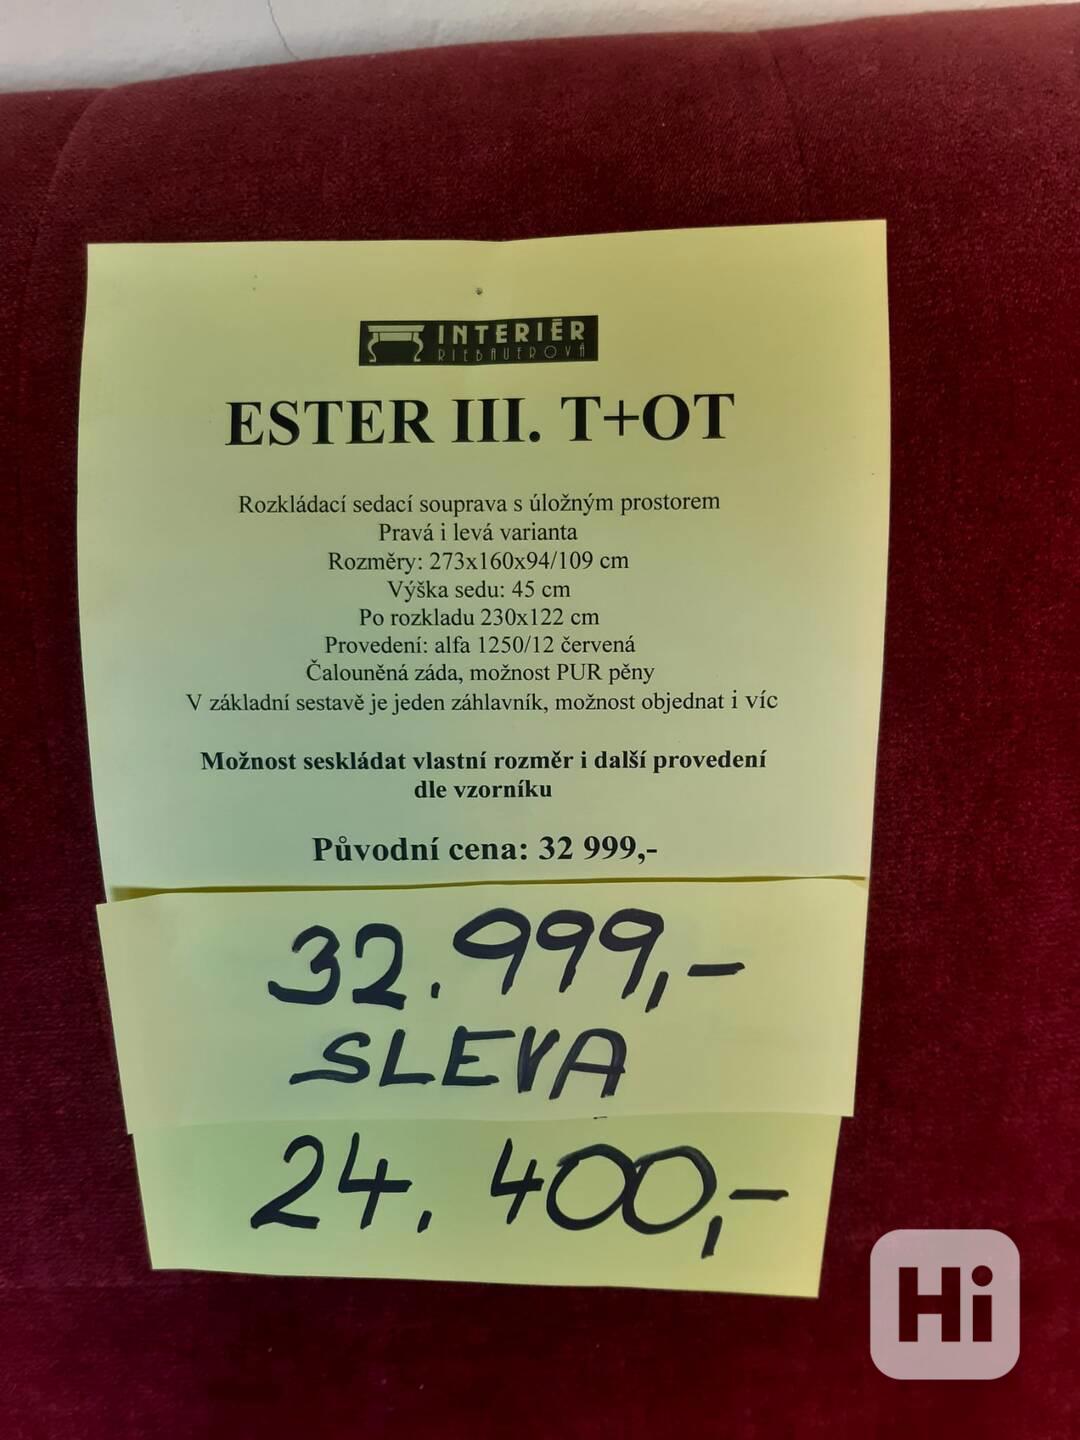 INTERIÉR
RIEBAUEROVÁ
ESTER III. T+OT
Rozkládací sedací souprava s úložným prostorem
Pravá i levá varianta
Rozměry: 273x160x94/109 cm
Výška sedu: 45 cm
Po rozkladu 230x122 cm
Provedení: alfa 1250/12 červená
Čalouněná záda, možnost PUR pěny
V základní sestavě je jeden záhlavník, možnost objednat i víc
Možnost seskládat vlastní rozměr i další provedení
dle vzorníku
Původní cena: 32 999,-
32.999,-
SLEVA
24.400,-
Hi